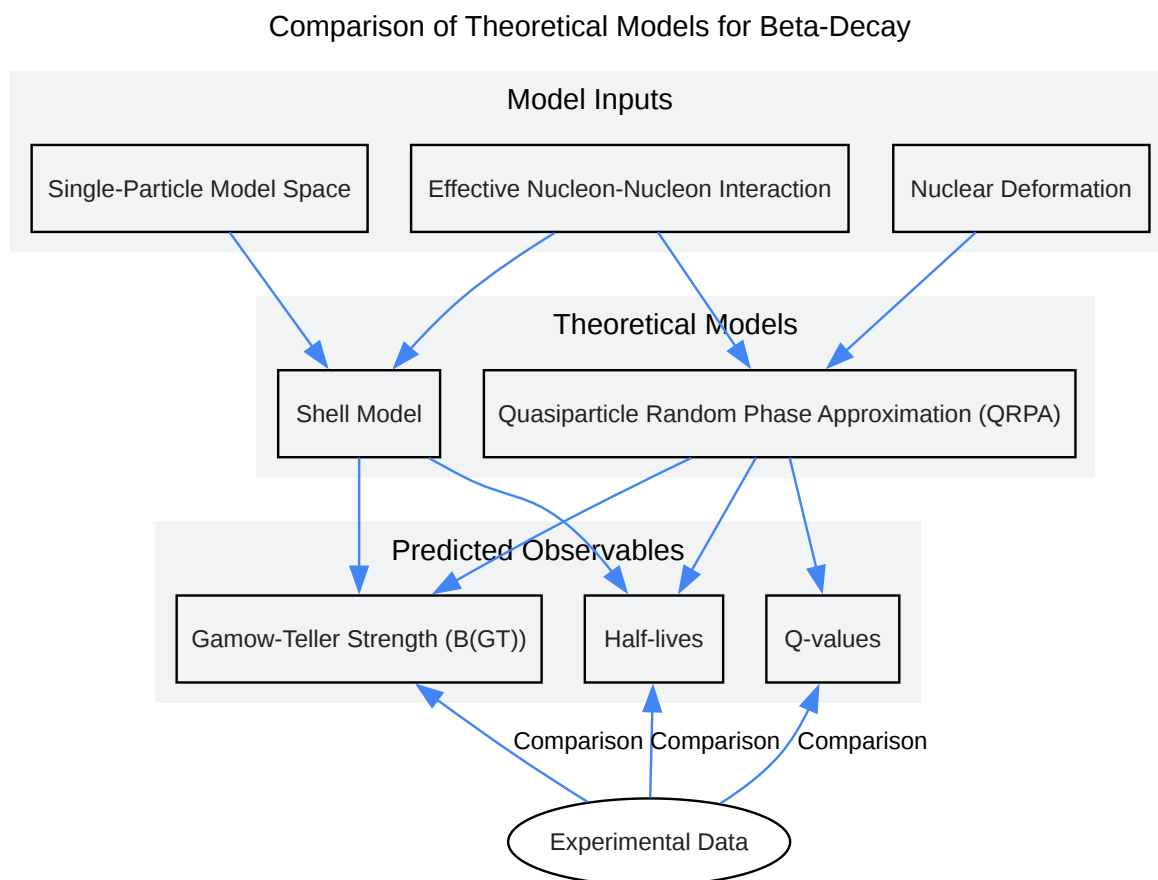 Comparison of Theoretical Models for Beta-Decay
Model Inputs
Single-Particle Model Space
Effective Nucleon-Nucleon Interaction
Nuclear Deformation
Theoretical Models
Shell Model
Quasiparticle Random Phase Approximation (QRPA)
Predicted Observables
Gamow-Teller Strength (B(GT))
Half-lives
Q-values
Comparison
Comparison
Comparison
Experimental Data